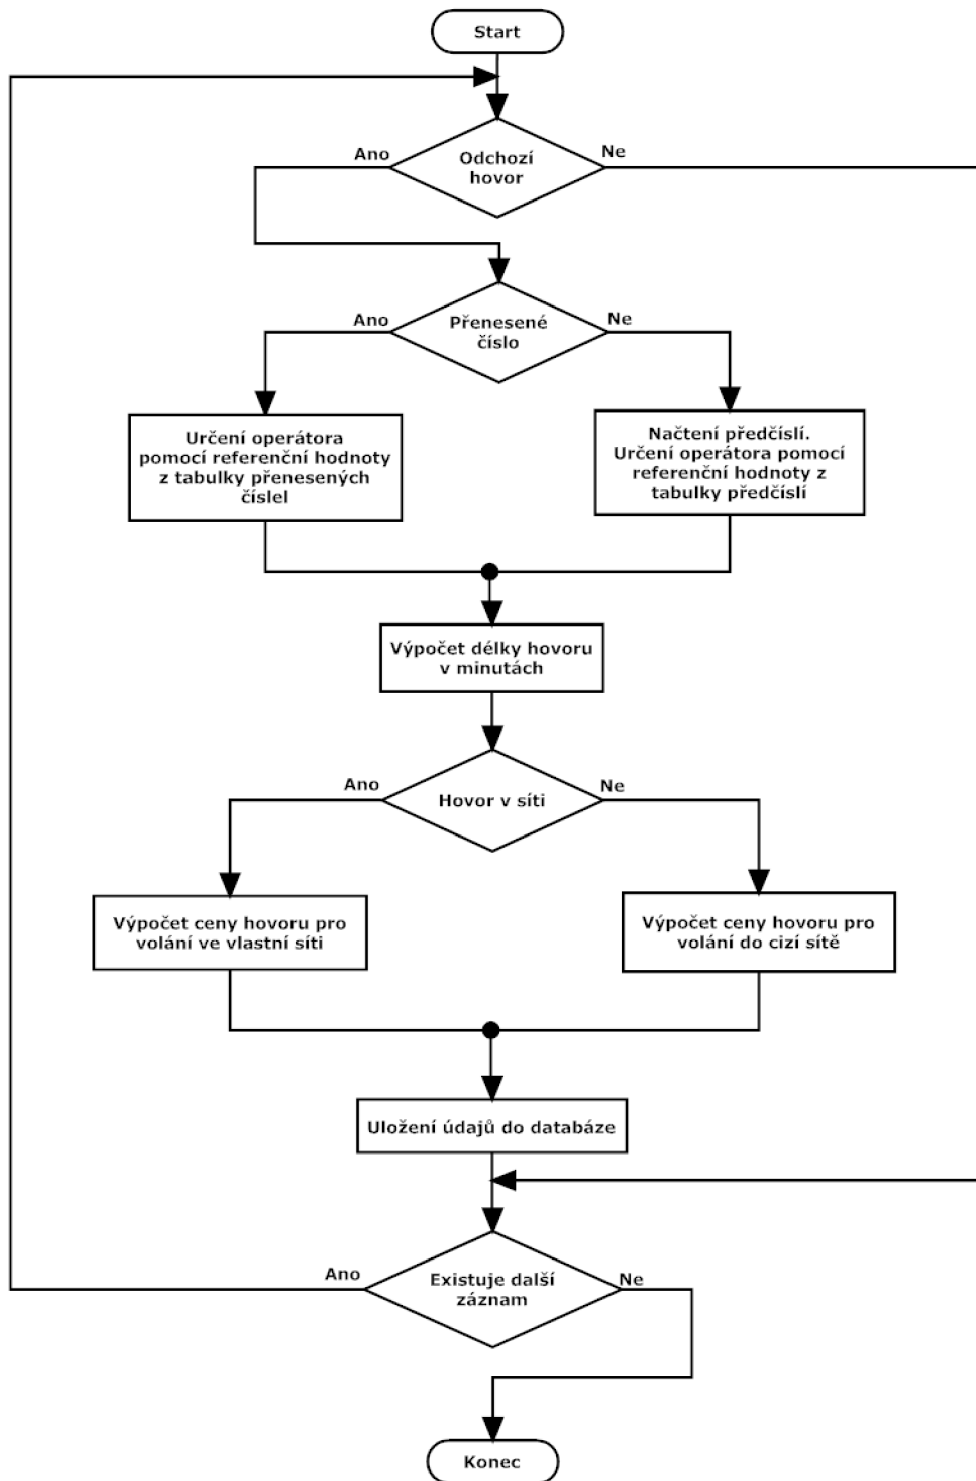 Start
Odchozí
hovor
Ano
Ne
Přenesené
číslo
Ano
Ne
Určení operátora
pomocí referenční hodnoty
z tabulky přenesených
číslel
Načtení předčíslí.
Určení operátora pomocí
referenční hodnoty z
tabulky předčíslí
Výpočet délky hovoru
v minutách
Hovor v síti
Ano
Ne
Výpočet ceny hovoru pro
volání ve vlastní síti
Výpočet ceny hovoru pro
volání do cizí sítě
Uložení údajů do databáze
Existuje další
záznam
Ano
Ne
Konec